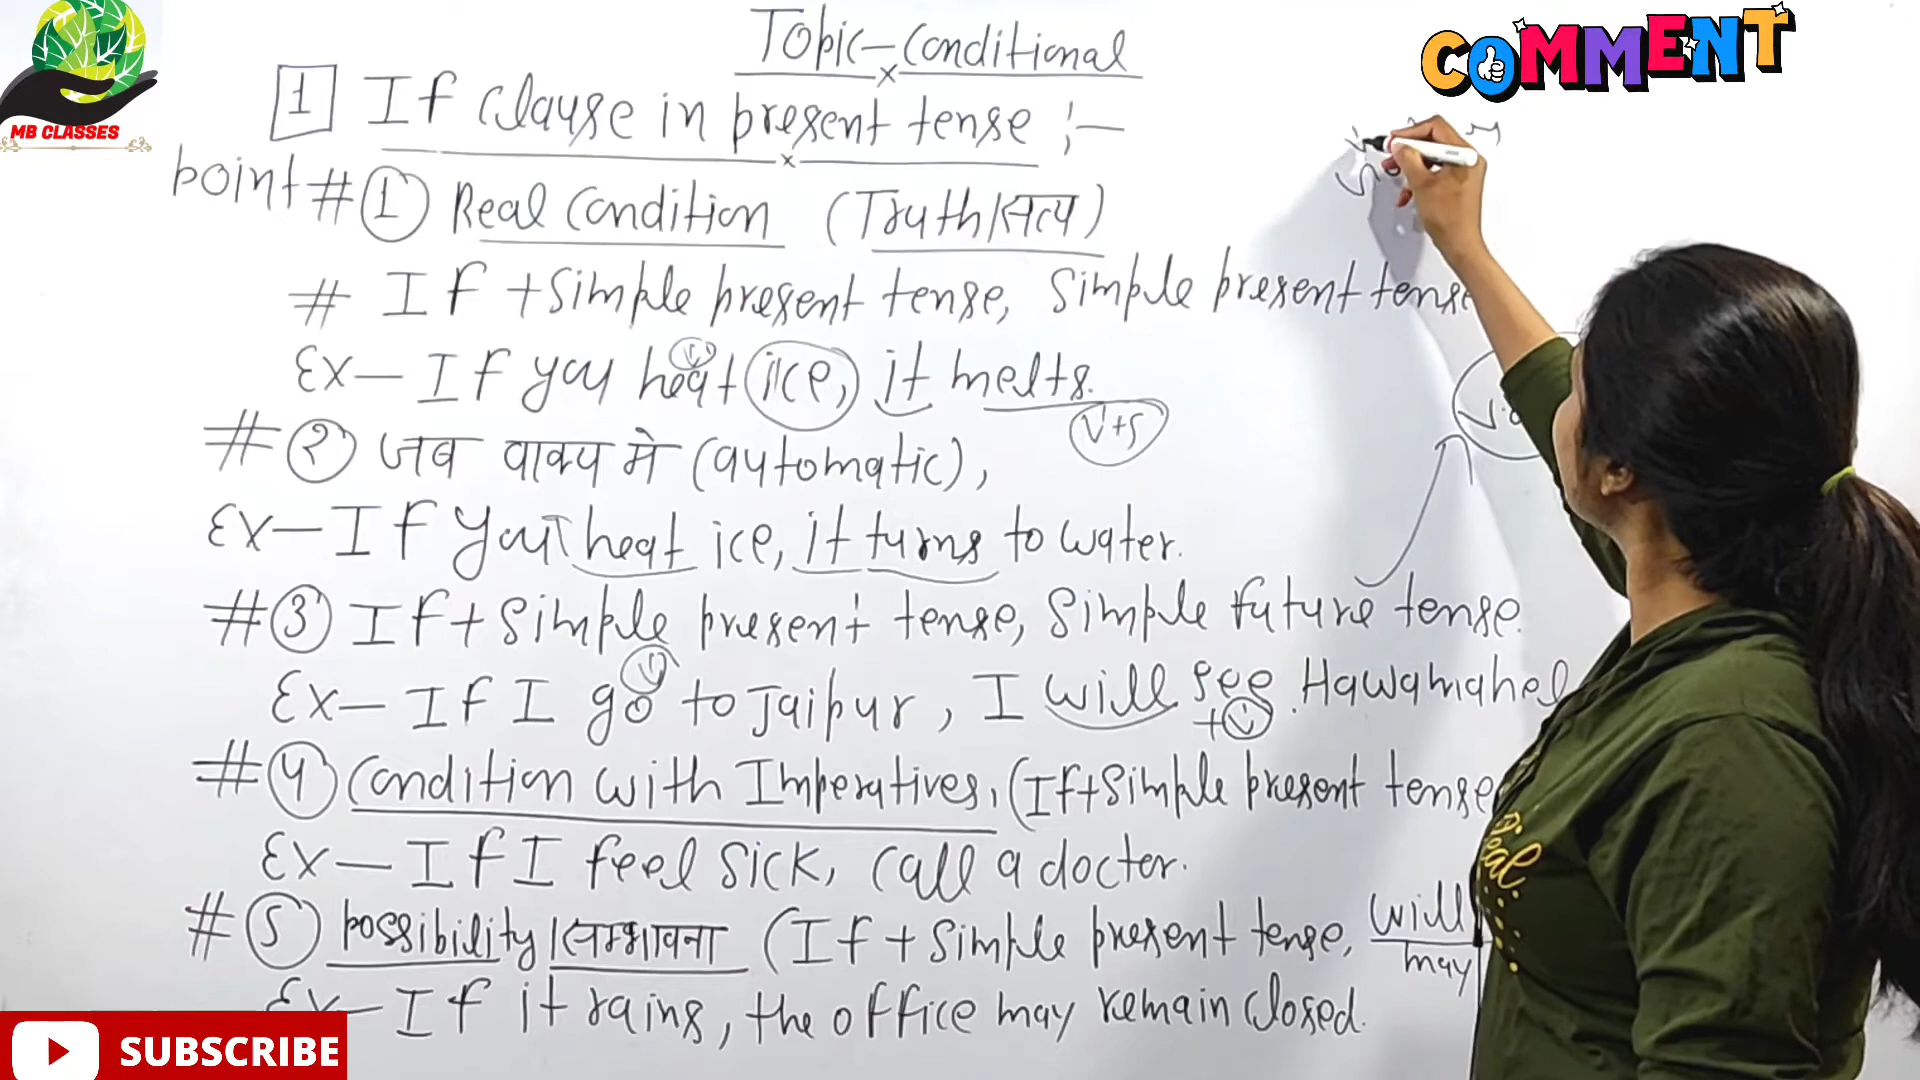 Topic-Conditional
COMMENT
MB CLASSES
1 If clause in present tense :-
point # 1 Real Condition (Truth/सत्य)
# If + Simple present tense, Simple present tense
Ex - If you heat ice, it melts.
V
V+s
# 2 जब वाक्य मे (automatic),
Ex - If you heat ice, it turns to water.
# 3 If + Simple present tense, Simple future tense.
Ex - If I go to Jaipur, I will see Hawamahel
V
+ V
# 4 Condition with Imperatives, (If + Simple present tense
Ex - If I feel sick, call a doctor.
# 5 possibility/सम्भावना (If + Simple present tense, will
may
Ex - If it rains, the office may remain closed.
SUBSCRIBE